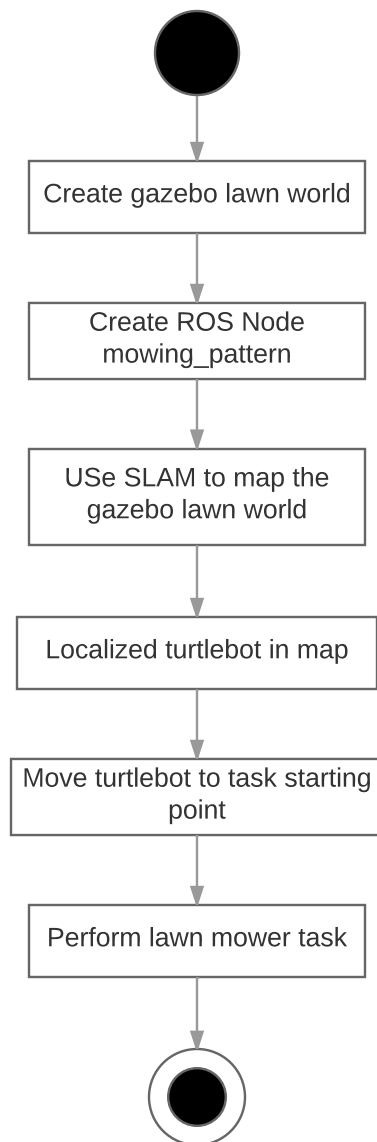 Create gazebo lawn world
Create ROS Node
mowing_pattern
USe SLAM to map the
gazebo lawn world
Localized turtlebot in map
Move turtlebot to task starting
point
Perform lawn mower task